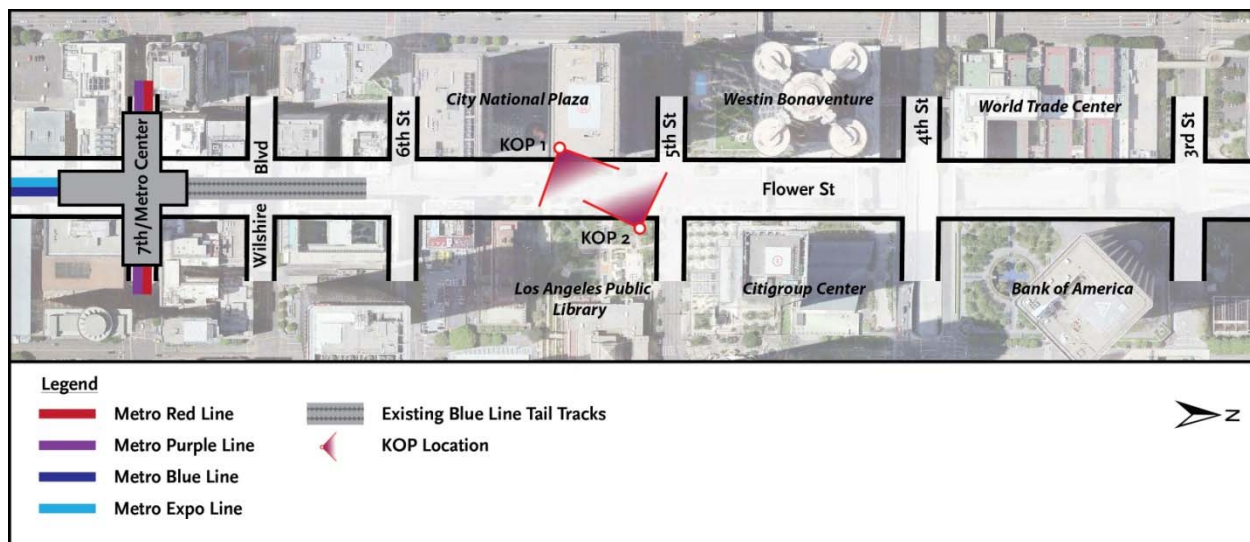 City National Plaza
Westin Bonaventure
World Trade Center
7th/Metro Center
Blvd
Wilshire
6th St
5th St
4th St
3rd St
KOP 1
Flower St
KOP 2
Los Angeles Public
Library
Citigroup Center
Bank of America
Legend
Metro Red Line
Metro Purple Line
Metro Blue Line
Metro Expo Line
Existing Blue Line Tail Tracks
KOP Location
N